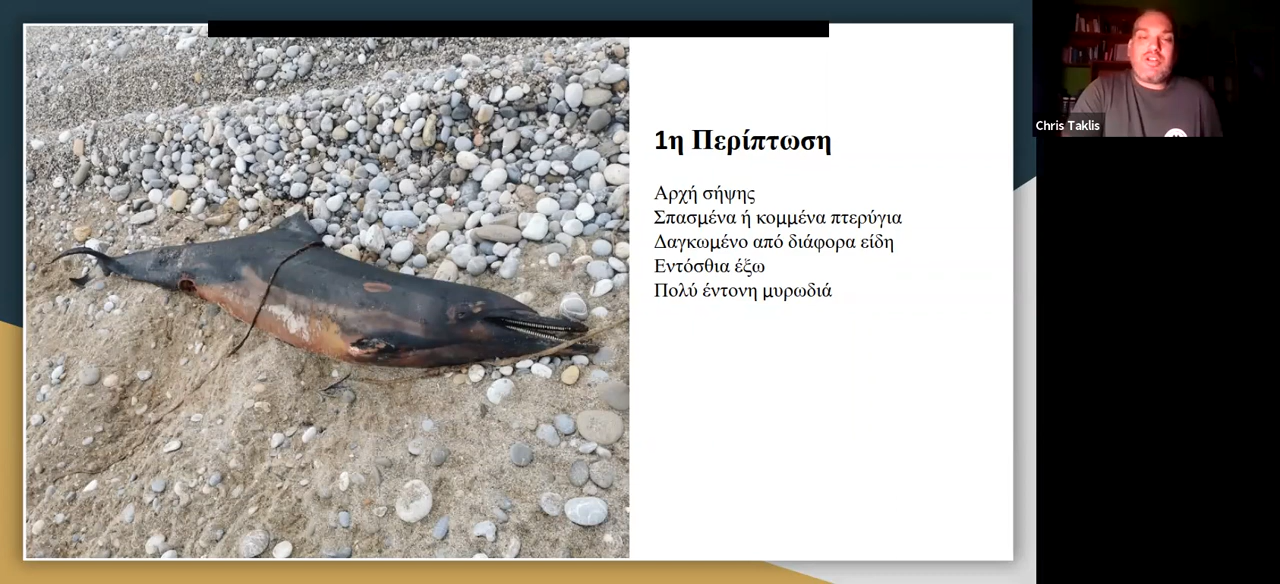 1η Περίπτωση
Αρχή σήψης
Σπασμένα ή κομμένα πτερύγια
Δαγκωμένο από διάφορα είδη
Εντόσθια έξω
Πολύ έντονη μυρωδιά
Chris Taklis